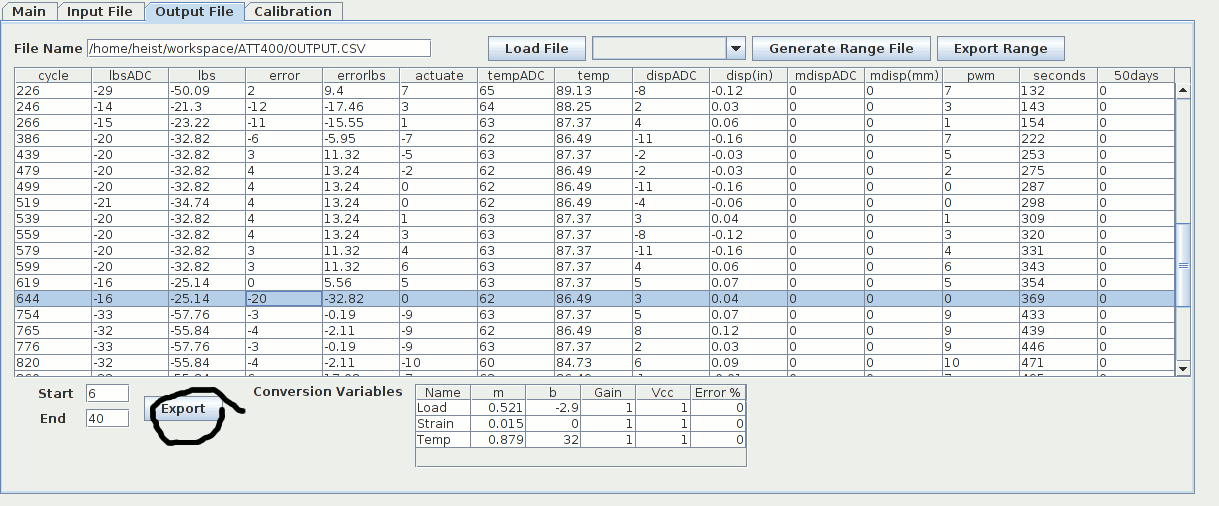 Main Input File Output File Calibration
File Name /home/heist/workspace/ATT400/OUTPUT.CSV Load File Generate Range File Export Range
cycle lbsADC lbs error errorlbs actuate tempADC temp dispADC disp(in) mdispADC mdisp(mm) pwm seconds 50days
226 -29 -50.09 2 9.4 7 65 89.13 -8 -0.12 0 0 7 132 0
246 -14 -21.3 -12 -17.46 3 64 88.25 2 0.03 0 0 3 143 0
266 -15 -23.22 -11 -15.55 1 63 87.37 4 0.06 0 0 1 154 0
386 -20 -32.82 -6 -5.95 -7 62 86.49 -11 -0.16 0 0 7 222 0
439 -20 -32.82 3 11.32 -5 63 87.37 -2 -0.03 0 0 5 253 0
479 -20 -32.82 4 13.24 -2 62 86.49 -2 -0.03 0 0 2 275 0
499 -20 -32.82 4 13.24 0 62 86.49 -11 -0.16 0 0 0 287 0
519 -21 -34.74 4 13.24 0 62 86.49 -4 -0.06 0 0 0 298 0
539 -20 -32.82 4 13.24 1 63 87.37 3 0.04 0 0 1 309 0
559 -20 -32.82 4 13.24 3 63 87.37 -8 -0.12 0 0 3 320 0
579 -20 -32.82 3 11.32 4 63 87.37 -11 -0.16 0 0 4 331 0
599 -20 -32.82 3 11.32 6 63 87.37 4 0.06 0 0 6 343 0
619 -16 -25.14 0 5.56 5 63 87.37 5 0.07 0 0 5 354 0
644 -16 -25.14 -20 -32.82 0 62 86.49 3 0.04 0 0 0 369 0
754 -33 -57.76 -3 -0.19 -9 63 87.37 5 0.07 0 0 9 433 0
765 -32 -55.84 -4 -2.11 -9 62 86.49 8 0.12 0 0 9 439 0
776 -33 -57.76 -3 -0.19 -9 63 87.37 2 0.03 0 0 9 446 0
820 -32 -55.84 -4 -2.11 -10 60 84.73 6 0.09 0 0 10 471 0
Start 6 Export Conversion Variables
End 40
Name m b Gain Vcc Error %
Load 0.521 -2.9 1 1 0
Strain 0.015 0 1 1 0
Temp 0.879 32 1 1 0